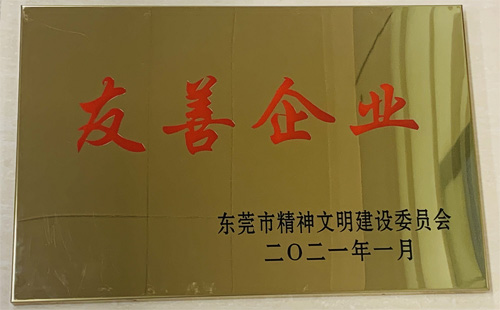 友善企业
东莞市精神文明建设委员会
二〇二一年一月